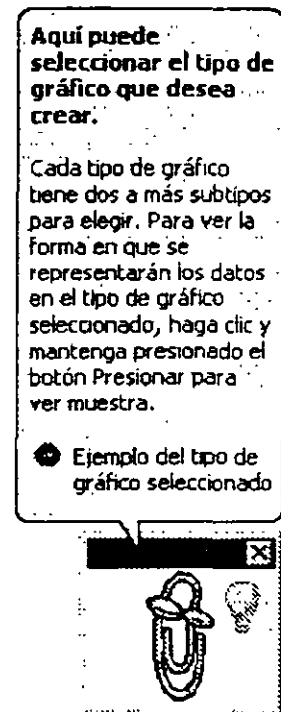 Aquí puede
seleccionar el tipo de
gráfico que desea
crear.
Cada tipo de gráfico
tiene dos a más subtipos
para elegir. Para ver la
forma en que se
representarán los datos
en el tipo de gráfico
seleccionado, haga clic y
mantenga presionado el
botón Presionar para
ver muestra.
Ejemplo del tipo de
gráfico seleccionado